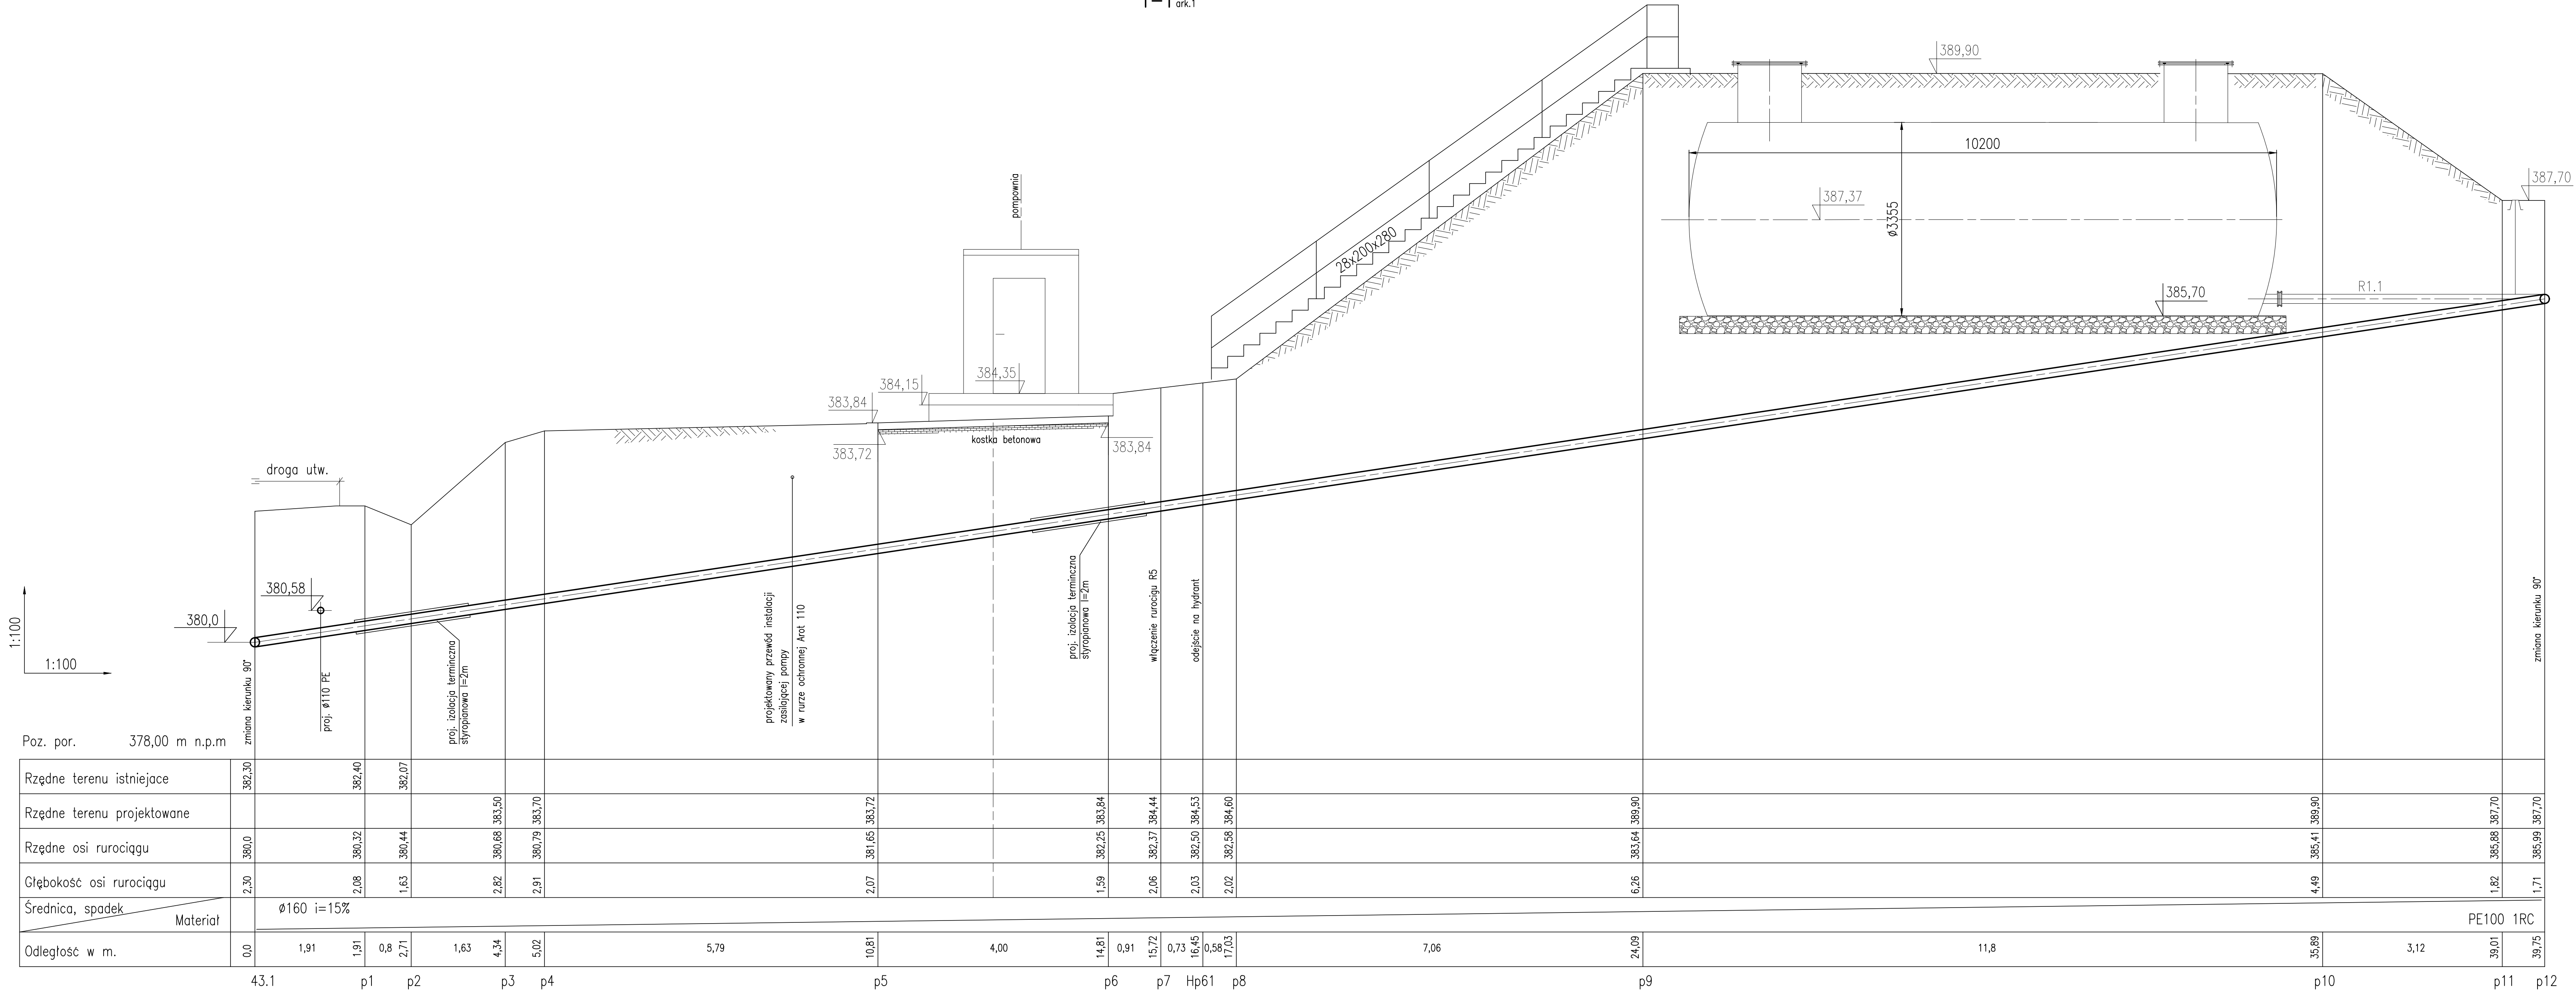 I-I ark.1
389,90
10200
387,37
387,70
ø3355
28x200x280
R1.1
385,70
pompownia
384,15
384,35
383,84
kostka betonowa
383,72
383,84
droga utw.
380,58
380,0
1:100
1:100
zmiana kierunku 90°
proj. ø110 PE
proj. izolacja terminczna
styropianowa l=2m
projektowany przewód instalacji
zasilającej pompy
w rurze ochronnej Arot 110
proj. izolacja terminczna
styropianowa l=2m
włączenie rurocigu R5
odejście na hydrant
zmiana kierunku 90°
Poz. por. 378,00 m n.p.m
Rzędne terenu istniejace 382,30 382,40 382,07
Rzędne terenu projektowane 383,50 383,70 383,72 383,84 384,44 384,53 384,60 389,90 389,90 387,70 387,70
Rzędne osi rurociągu 380,0 380,32 380,44 380,68 380,79 381,65 382,25 382,37 382,50 382,58 383,64 385,41 385,88 385,99
Głębokość osi rurociągu 2,30 2,08 1,63 2,82 2,91 2,07 1,59 2,06 2,03 2,02 6,26 4,49 1,82 1,71
Średnica, spadek ø160 i=15%
Materiał PE100 1RC
Odległość w m. 0,0 1,91 1,91 0,8 2,71 1,63 4,34 5,02 5,79 10,81 4,00 14,81 0,91 15,72 0,73 16,45 0,58 17,03 7,06 24,09 11,8 35,89 3,12 39,01 39,75
43.1 p1 p2 p3 p4 p5 p6 p7 Hp61 p8 p9 p10 p11 p12